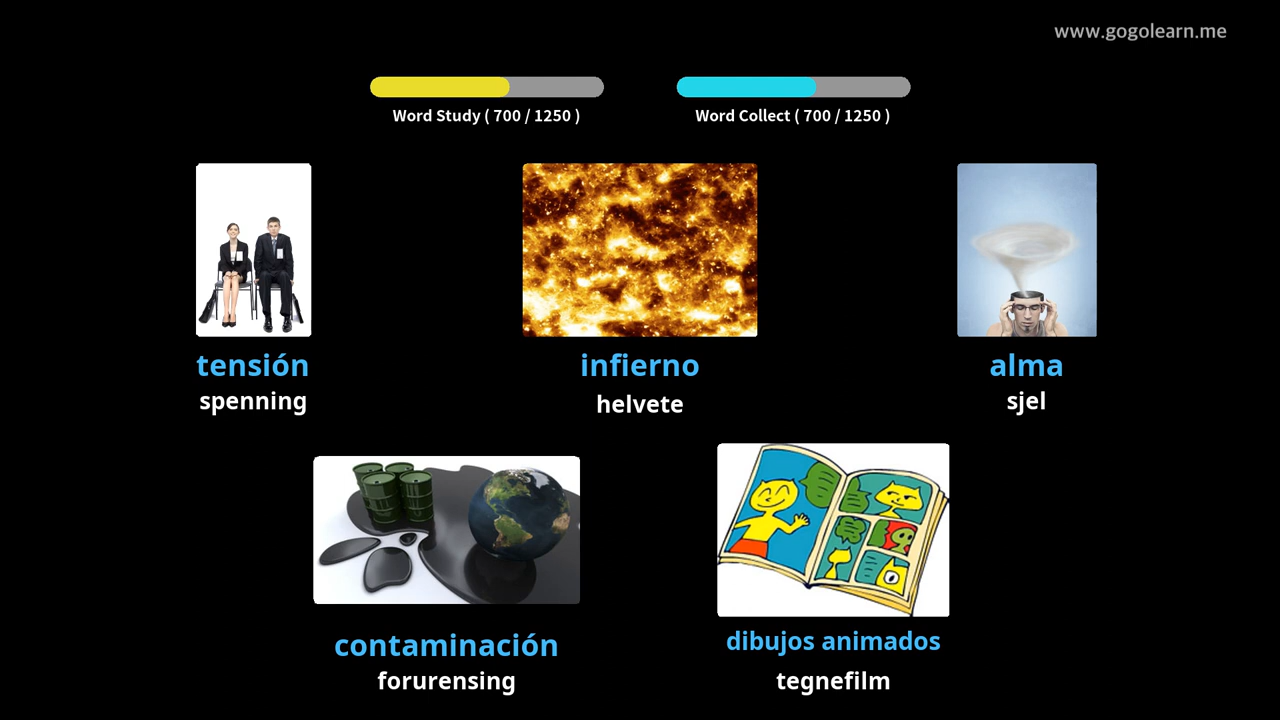 www.gogolearn.me
Word Study ( 700 / 1250 )
Word Collect ( 700 / 1250 )
tensión
spenning
infierno
helvete
alma
sjel
contaminación
forurensing
dibujos animados
tegnefilm